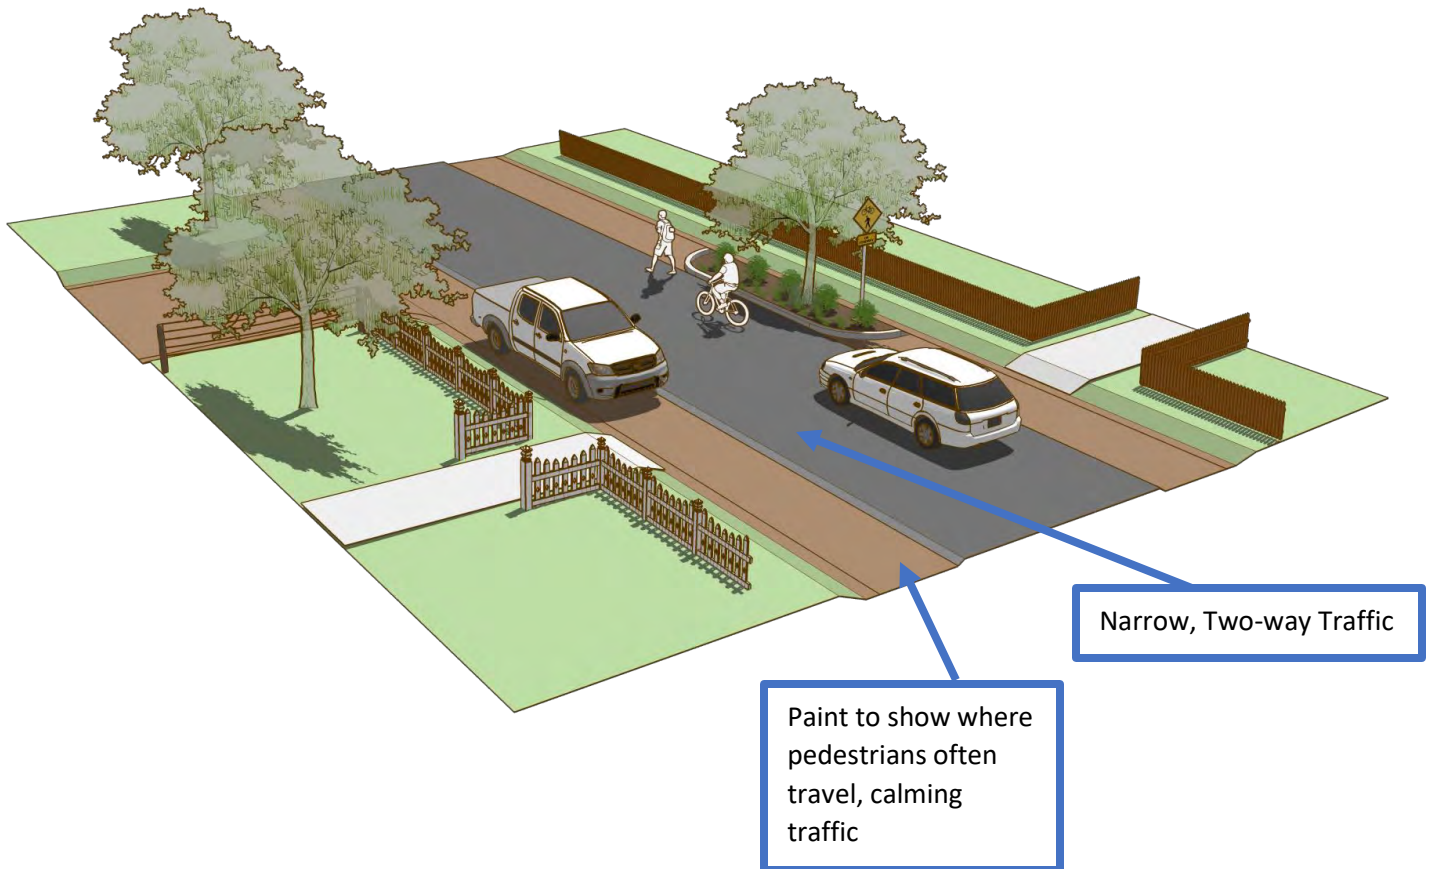 Narrow, Two-way Traffic
Paint to show where
pedestrians often
travel, calming
traffic